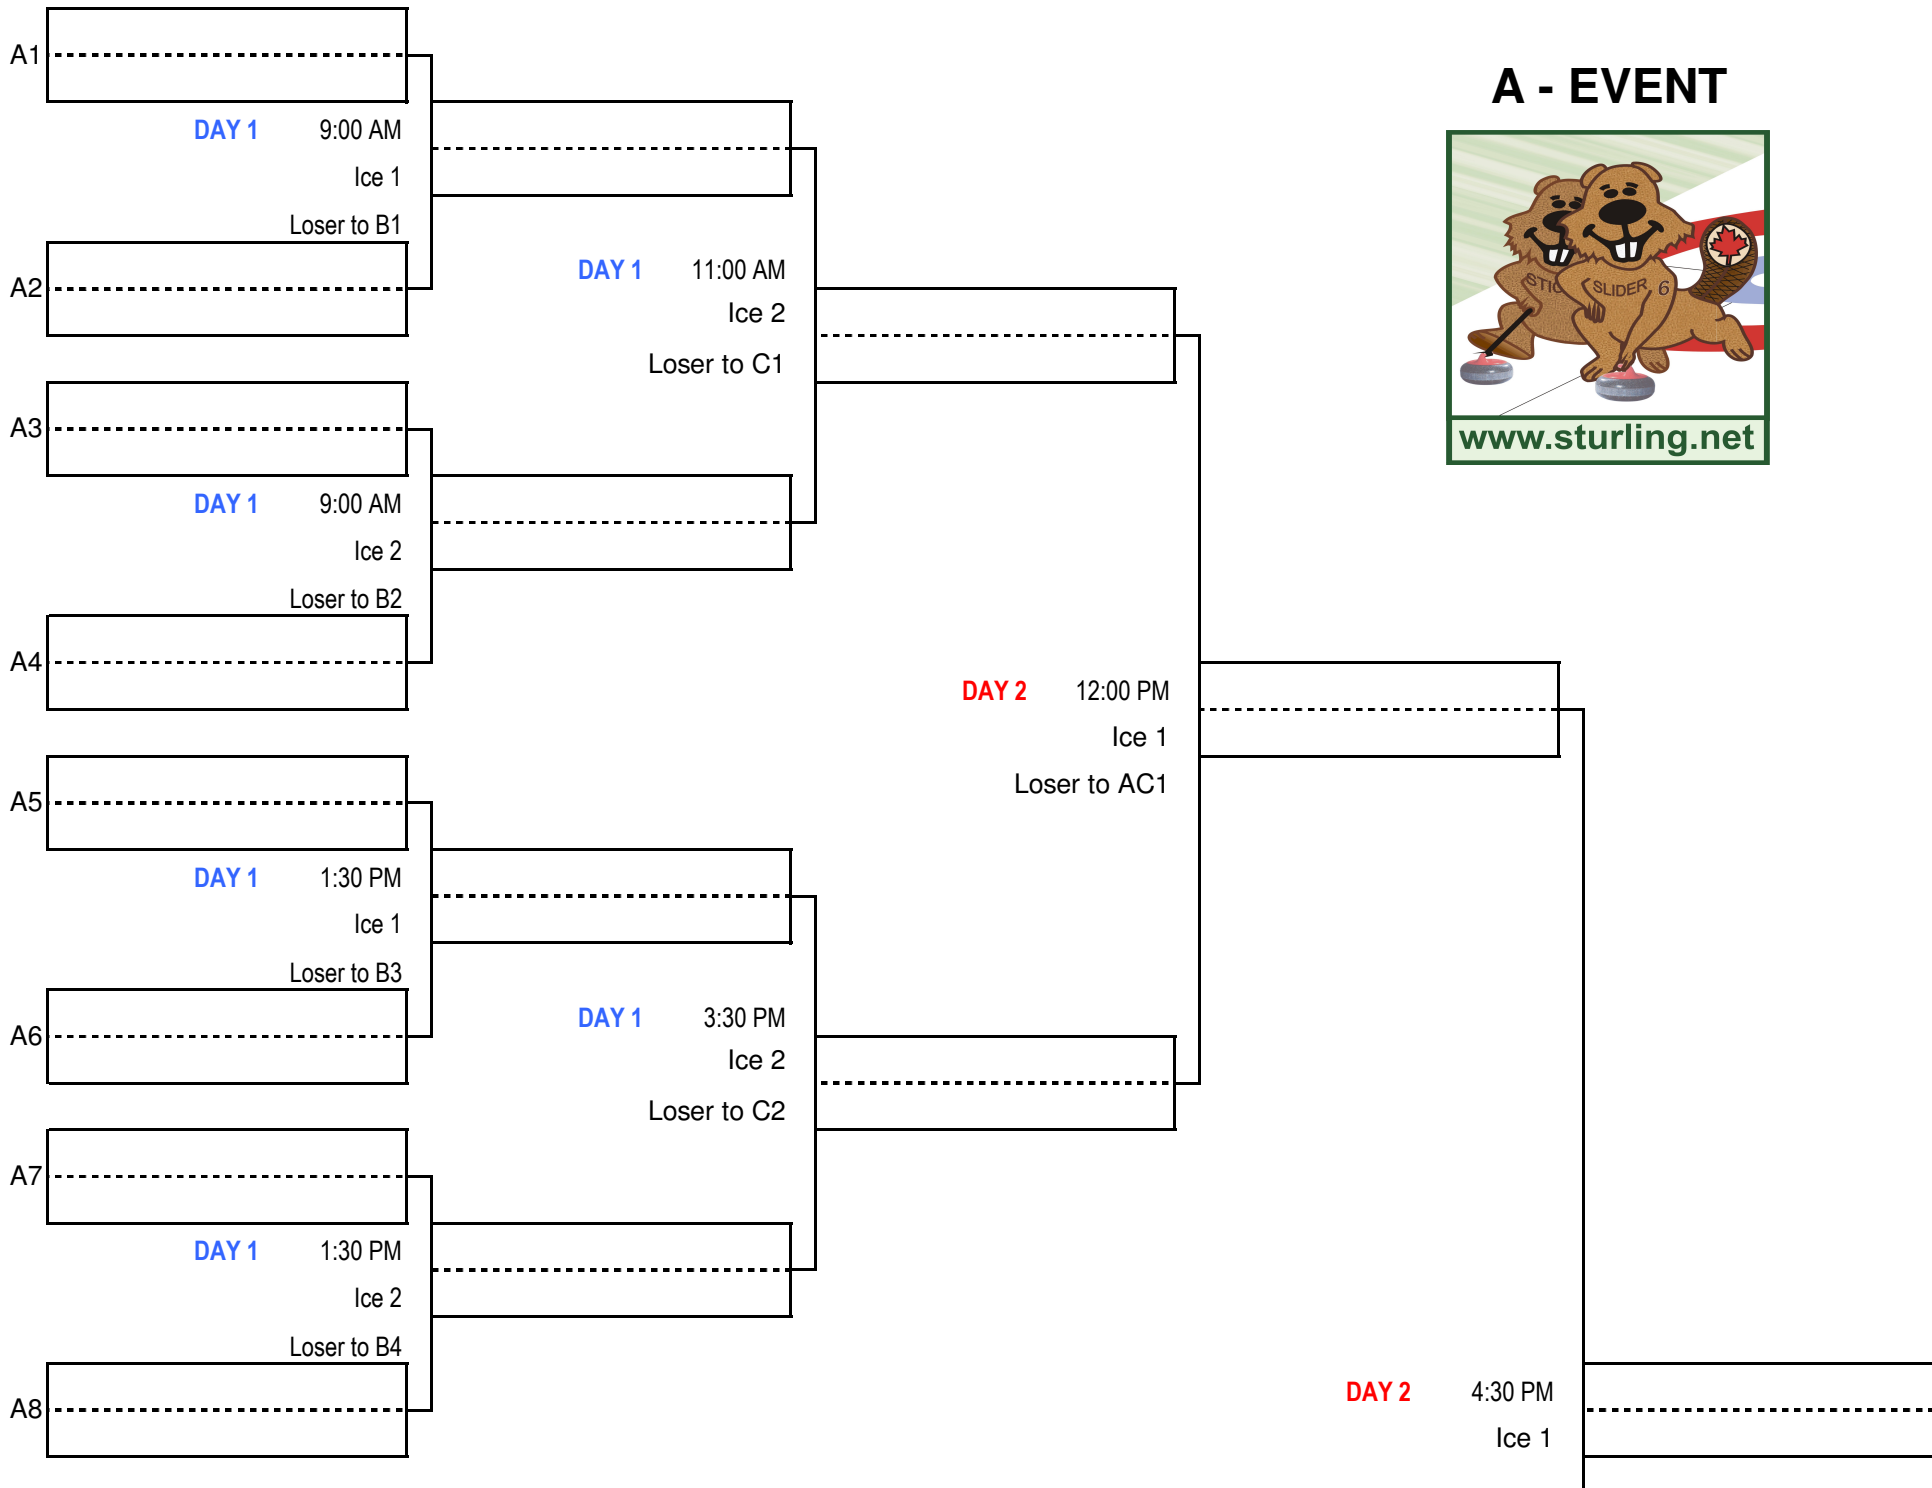 A1
A - EVENT
DAY 1 9:00 AM
Ice 1
Loser to B1
A2
DAY 1 11:00 AM
Ice 2
Loser to C1
STIC
SLIDER 6
www.sturling.net
A3
DAY 1 9:00 AM
Ice 2
Loser to B2
A4
DAY 2 12:00 PM
Ice 1
Loser to AC1
A5
DAY 1 1:30 PM
Ice 1
Loser to B3
A6
DAY 1 3:30 PM
Ice 2
Loser to C2
A7
DAY 1 1:30 PM
Ice 2
Loser to B4
A8
DAY 2 4:30 PM
Ice 1